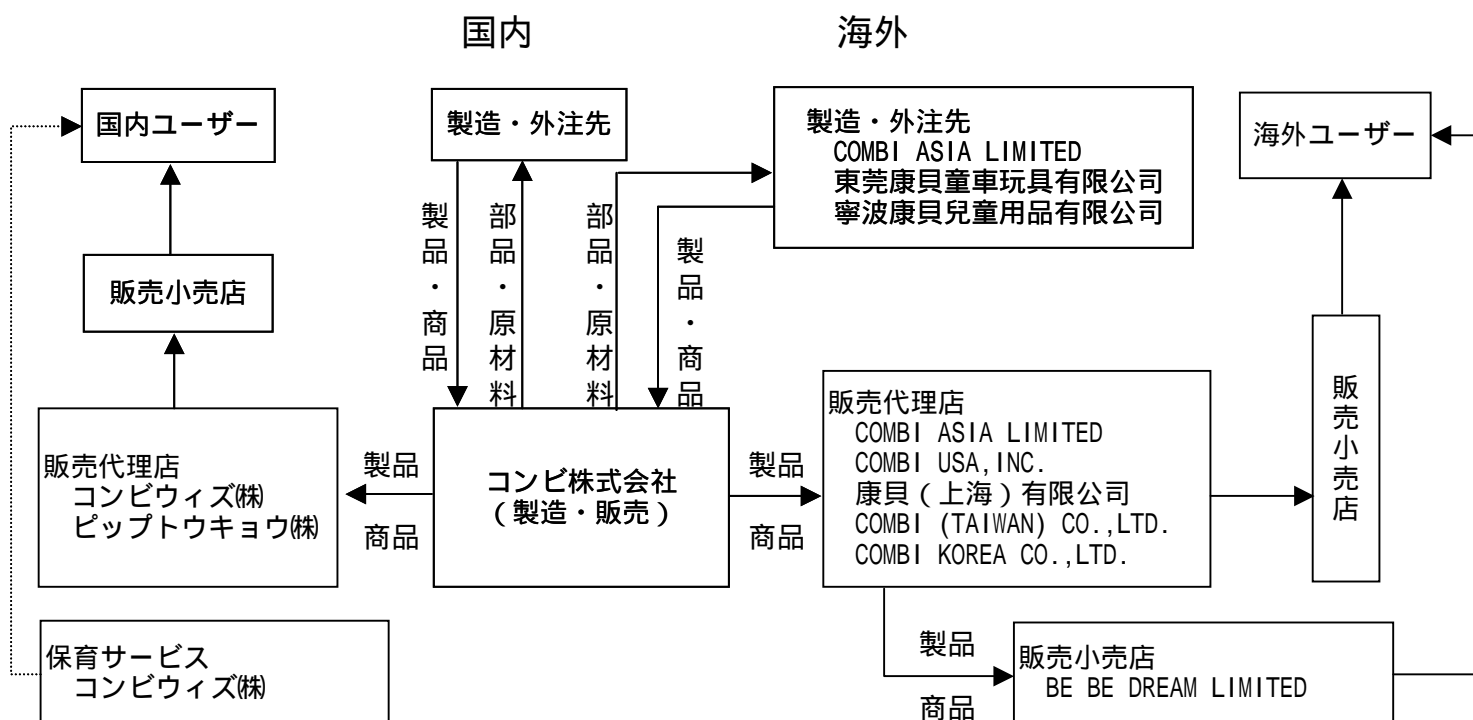 国内
海外
国内ユーザー
製造・外注先
製造・外注先
COMBI ASIA LIMITED
東莞康貝童車玩具有限公司
寧波康貝兒童用品有限公司
海外ユーザー
製品・商品
部品・原材料
部品・原材料
製品・商品
販売小売店
販売代理店
コンビウィズ㈱
ピップトウキョウ㈱
製品
商品
コンビ株式会社
（製造・販売）
製品
商品
販売代理店
COMBI ASIA LIMITED
COMBI USA,INC.
康貝（上海）有限公司
COMBI (TAIWAN) CO.,LTD.
COMBI KOREA CO.,LTD.
販売小売店
保育サービス
コンビウィズ㈱
製品
商品
販売小売店
BE BE DREAM LIMITED